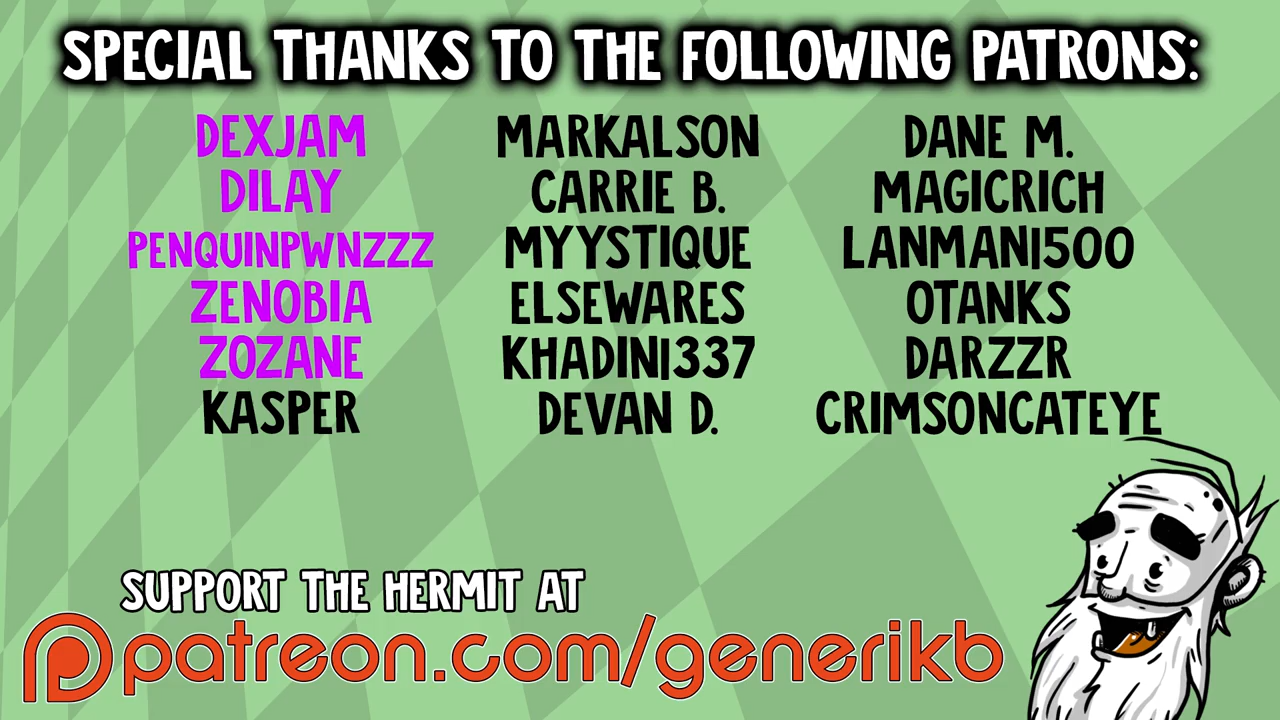 SPECIAL THANKS TO THE FOLLOWING PATRONS:
DEXJAM
DILAY
PENQUINPWNZZZ
ZENOBIA
ZOZANE
KASPER
MARKALSON
CARRIE B.
MYYSTIQUE
ELSEWARES
KHADIN1337
DEVAN D.
DANE M.
MAGICRICH
LANMAN1500
OTANKS
DARZZR
CRIMSONCATEYE
SUPPORT THE HERMIT AT
patreon.com/generikb